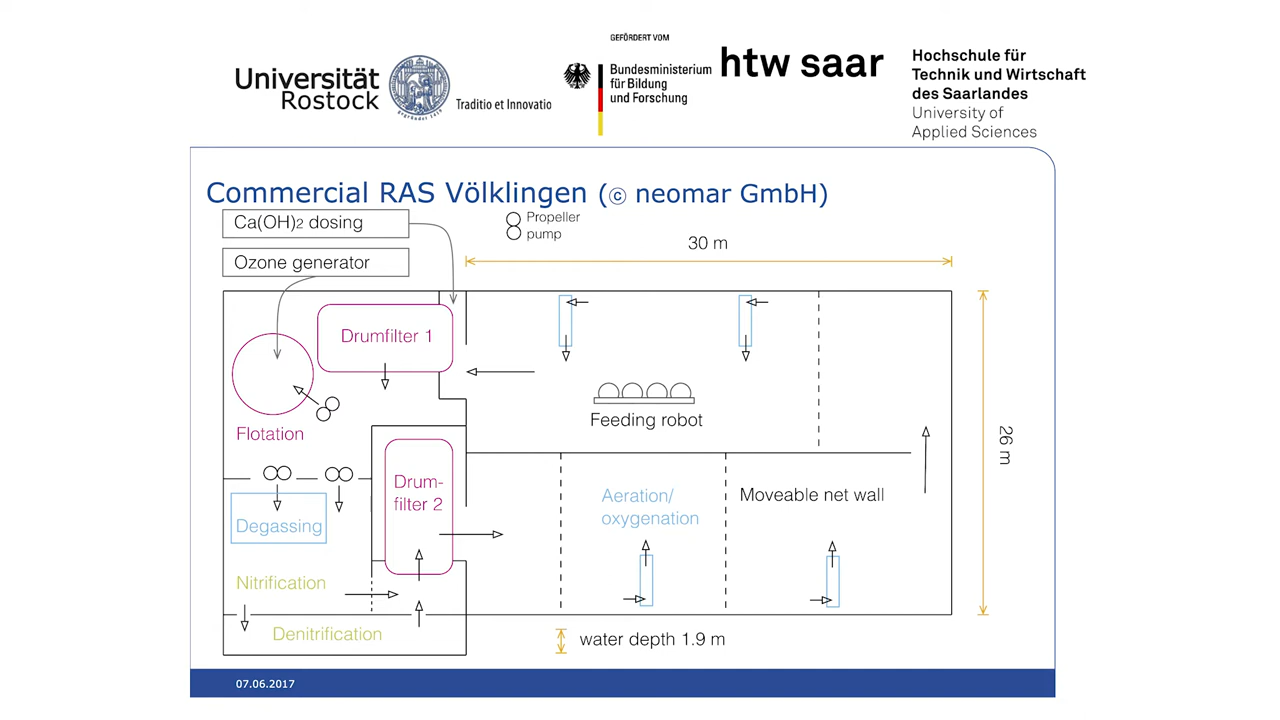 GEFÖRDERT VOM
Universität
Rostock
Traditio et Innovatio
Bundesministerium
für Bildung
und Forschung
htw saar
Hochschule für
Technik und Wirtschaft
des Saarlandes
University of
Applied Sciences
Commercial RAS Völklingen (© neomar GmbH)
Ca(OH)2 dosing
Propeller
pump
30 m
Ozone generator
Drumfilter 1
Feeding robot
Flotation
26 m
Drum-
filter 2
Aeration/
oxygenation
Moveable net wall
Degassing
Nitrification
Denitrification
water depth 1.9 m
07.06.2017